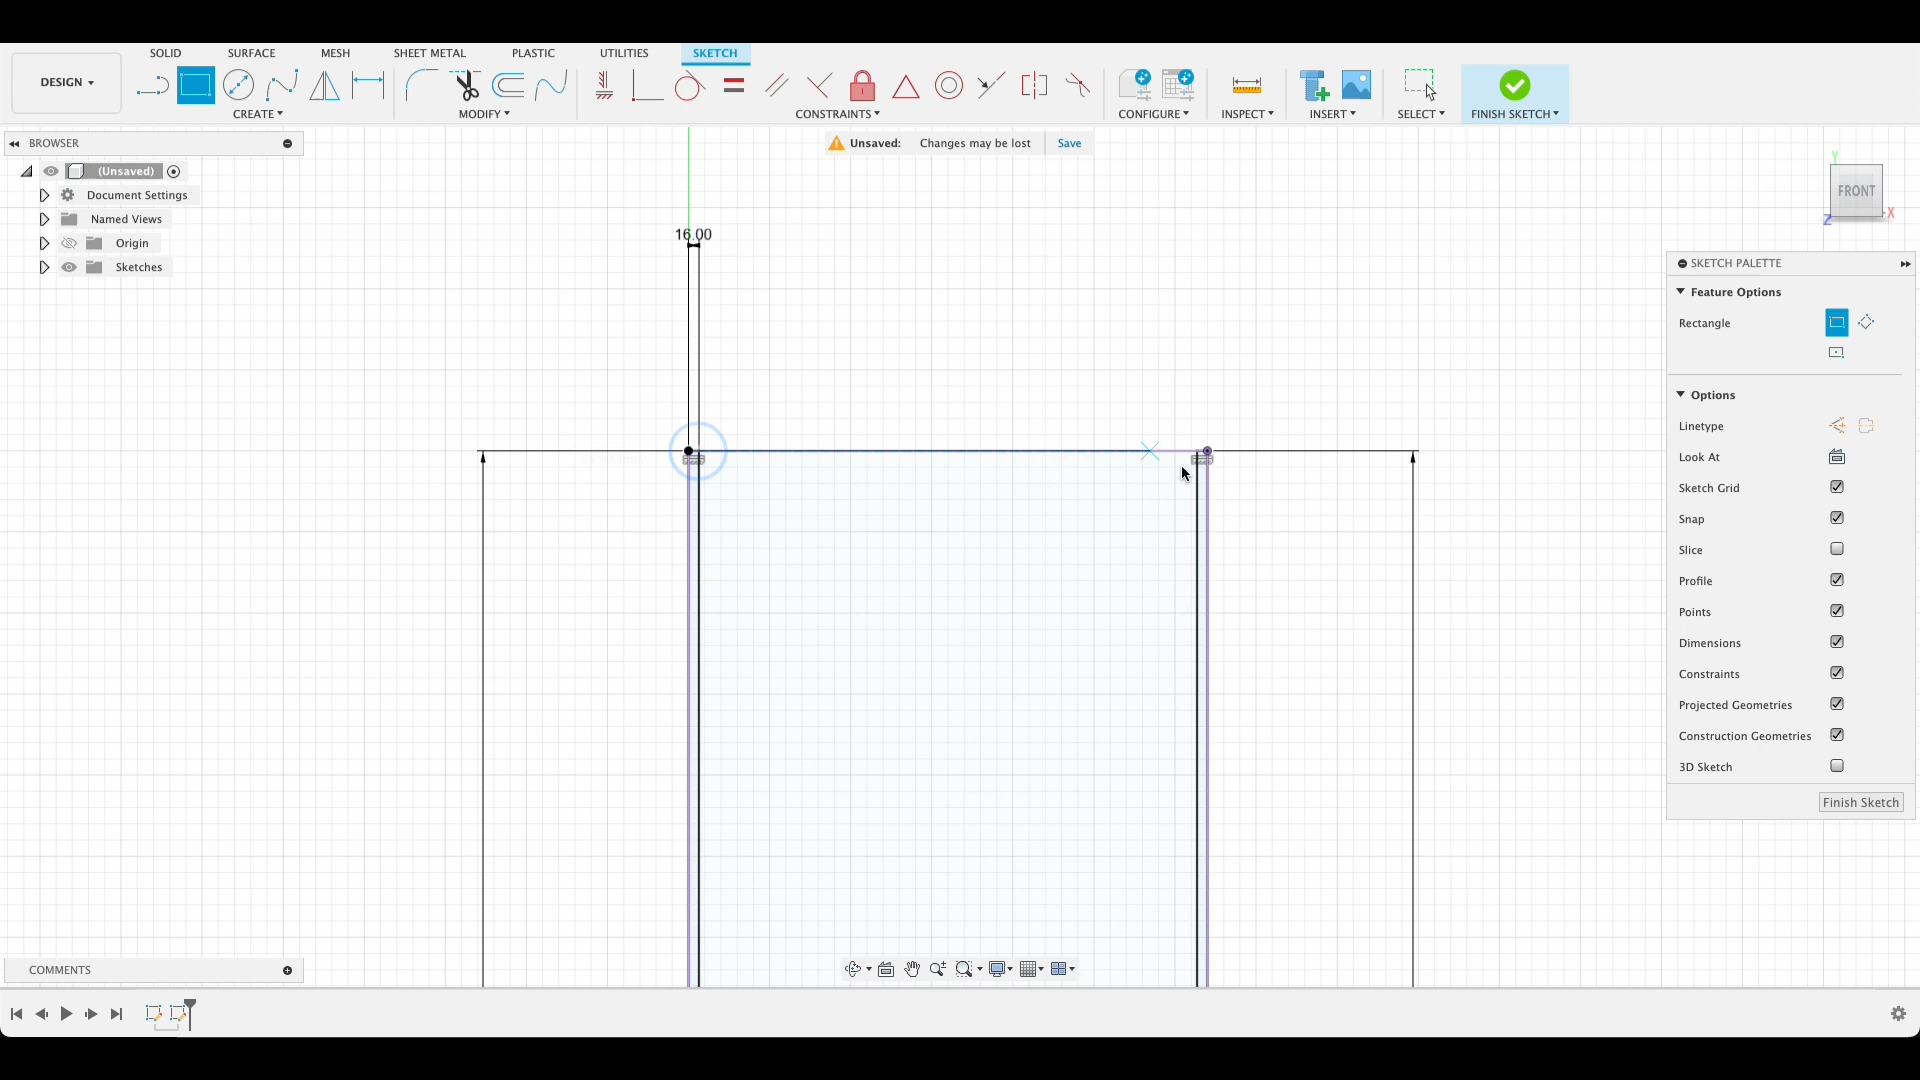 SOLID SURFACE MESH SHEET METAL PLASTIC UTILITIES SKETCH
DESIGN
CREATE MODIFY CONSTRAINTS CONFIGURE INSPECT INSERT SELECT FINISH SKETCH
BROWSER
Unsaved: Changes may be lost Save
(Unsaved)
Document Settings
Named Views
Origin
Sketches
Y
FRONT
X
Z
16.00
SKETCH PALETTE
Feature Options
Rectangle
Options
Linetype
Look At
Sketch Grid
Snap
Slice
Profile
Points
Dimensions
Constraints
Projected Geometries
Construction Geometries
3D Sketch
Finish Sketch
COMMENTS